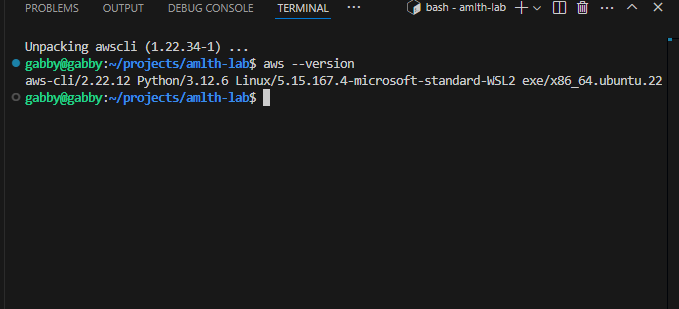 PROBLEMS OUTPUT DEBUG CONSOLE TERMINAL ··· bash - amlth-lab
Unpacking awscli (1.22.34-1) ...
gabby@gabby:~/projects/amlth-lab$ aws --version
aws-cli/2.22.12 Python/3.12.6 Linux/5.15.167.4-microsoft-standard-WSL2 exe/x86_64.ubuntu.22
gabby@gabby:~/projects/amlth-lab$